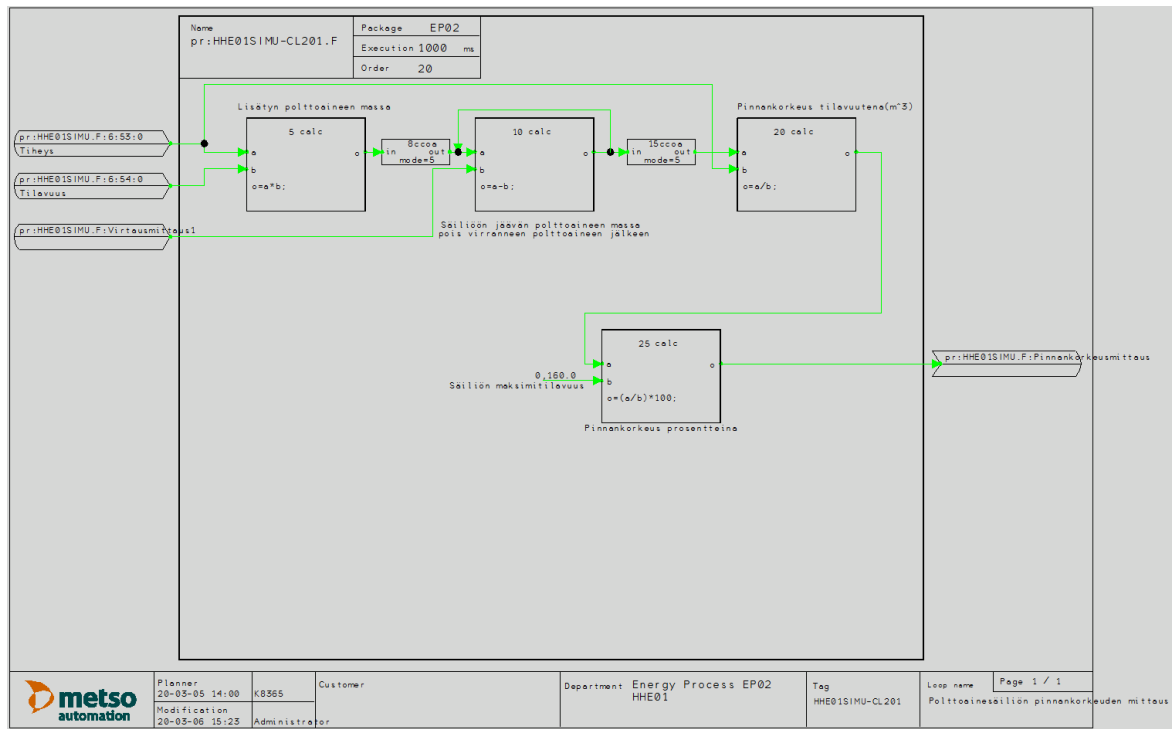 Name
pr:HHE01SIMU-CL201.F
Package EP02
Execution 1000 ms
Order 20
Lisätyn polttoaineen massa
Pinnankorkeus tilavuutena(m^3)
pr:HHE01SIMU.F:6:53:0
Tiheys
pr:HHE01SIMU.F:6:54:0
Tilavuus
pr:HHE01SIMU.F:Virtausmittaus1
5 calc
a
b
o
o=a*b;
8ccoa
in out
mode=5
10 calc
a
b
o
o=a-b;
Säiliöön jäävän polttoaineen massa
pois virranneen polttoaineen jälkeen
15ccoa
in out
mode=5
20 calc
a
b
o
o=a/b;
25 calc
a
b
o
o=(a/b)*100;
0,160.0
Säiliön maksimitilavuus
Pinnankorkeus prosentteina
pr:HHE01SIMU.F:Pinnankorkeusmittaus
metso
automation
Planner
20-03-05 14:00 K8365
Modification
20-03-06 15:23 Administrator
Customer
Department Energy Process EP02
HHE01
Tag
HHE01SIMU-CL201
Loop name
Page 1 / 1
Polttoainesäiliön pinnankorkeuden mittaus